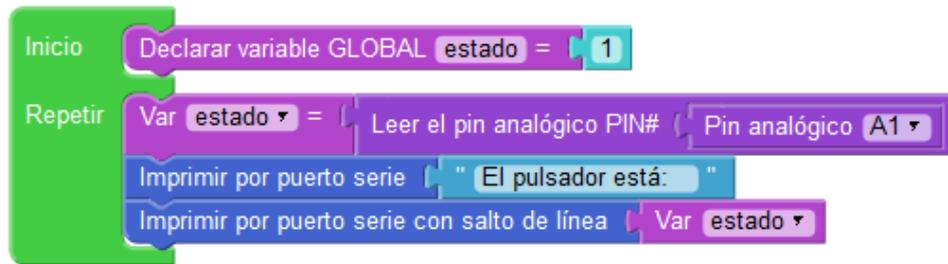 Inicio Declarar variable GLOBAL estado = 1
Repetir Var estado = Leer el pin analógico PIN# Pin analógico A1
Imprimir por puerto serie " El pulsador está: "
Imprimir por puerto serie con salto de línea Var estado